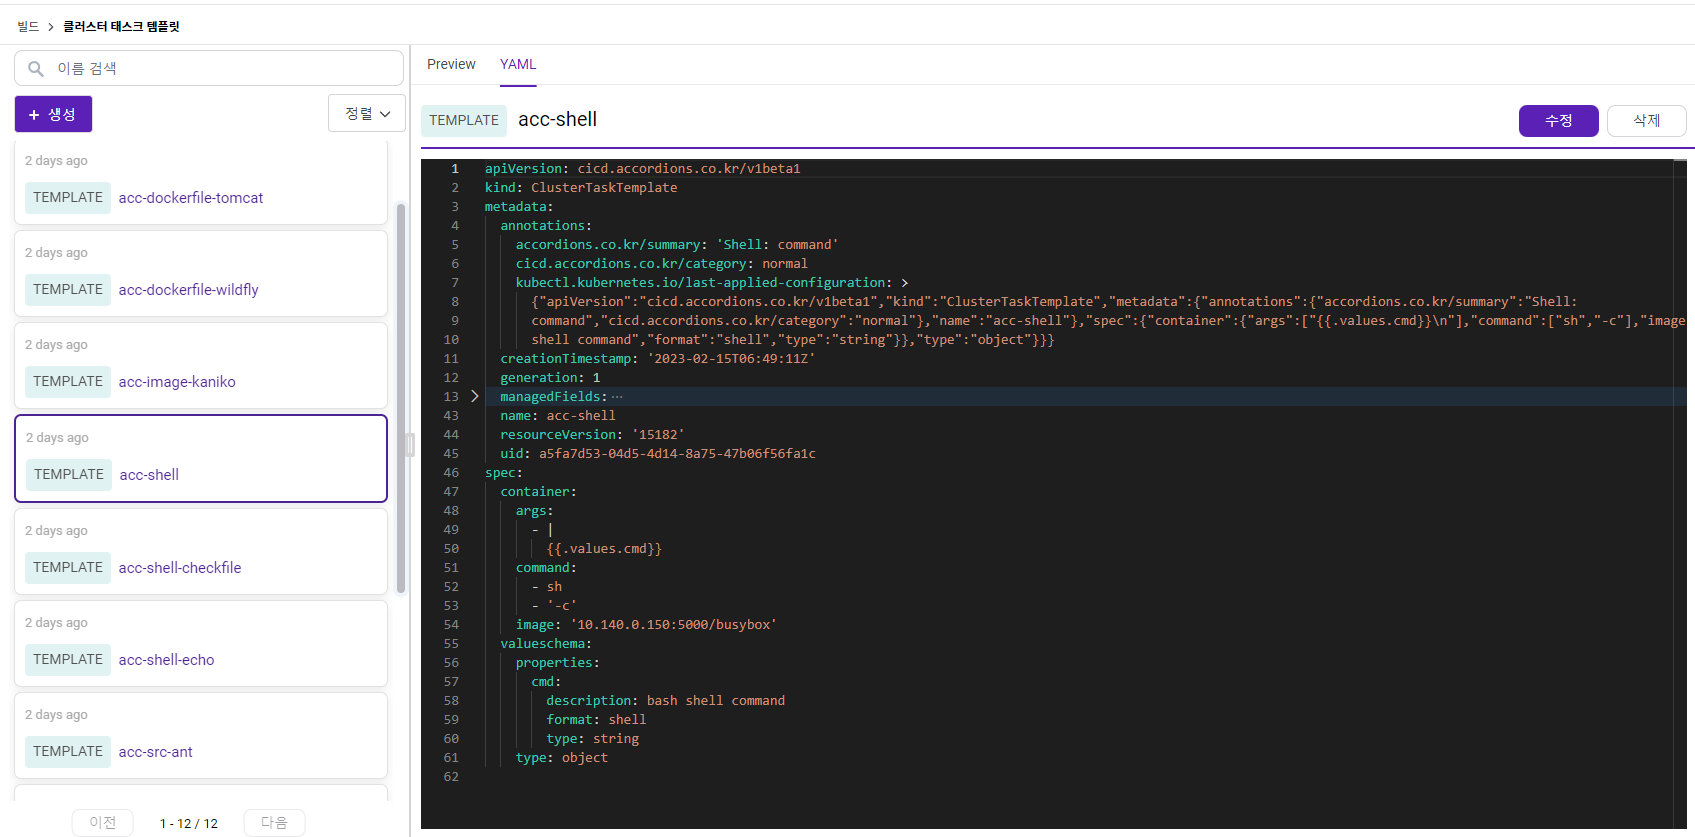 빌드 > 클러스터 태스크 템플릿
이름 검색
+ 생성
정렬
2 days ago
TEMPLATE acc-dockerfile-tomcat
2 days ago
TEMPLATE acc-dockerfile-wildfly
2 days ago
TEMPLATE acc-image-kaniko
2 days ago
TEMPLATE acc-shell
2 days ago
TEMPLATE acc-shell-checkfile
2 days ago
TEMPLATE acc-shell-echo
2 days ago
TEMPLATE acc-src-ant
이전 1 - 12 / 12 다음
Preview YAML
TEMPLATE acc-shell
수정 삭제
1 apiVersion: cicd.accordions.co.kr/v1beta1
2 kind: ClusterTaskTemplate
3 metadata:
4 annotations:
5 accordions.co.kr/summary: 'Shell: command'
6 cicd.accordions.co.kr/category: normal
7 kubectl.kubernetes.io/last-applied-configuration: >
8 {"apiVersion":"cicd.accordions.co.kr/v1beta1","kind":"ClusterTaskTemplate","metadata":{"annotations":{"accordions.co.kr/summary":"Shell:
9 command","cicd.accordions.co.kr/category":"normal"},"name":"acc-shell"},"spec":{"container":{"args":["{{.values.cmd}}\n"],"command":["sh","-c"],"image
10 shell command","format":"shell","type":"string"}},"type":"object"}}}
11 creationTimestamp: '2023-02-15T06:49:11Z'
12 generation: 1
13 managedFields:···
43 name: acc-shell
44 resourceVersion: '15182'
45 uid: a5fa7d53-04d5-4d14-8a75-47b06f56fa1c
46 spec:
47 container:
48 args:
49 - |
50 {{.values.cmd}}
51 command:
52 - sh
53 - '-c'
54 image: '10.140.0.150:5000/busybox'
55 valueschema:
56 properties:
57 cmd:
58 description: bash shell command
59 format: shell
60 type: string
61 type: object
62